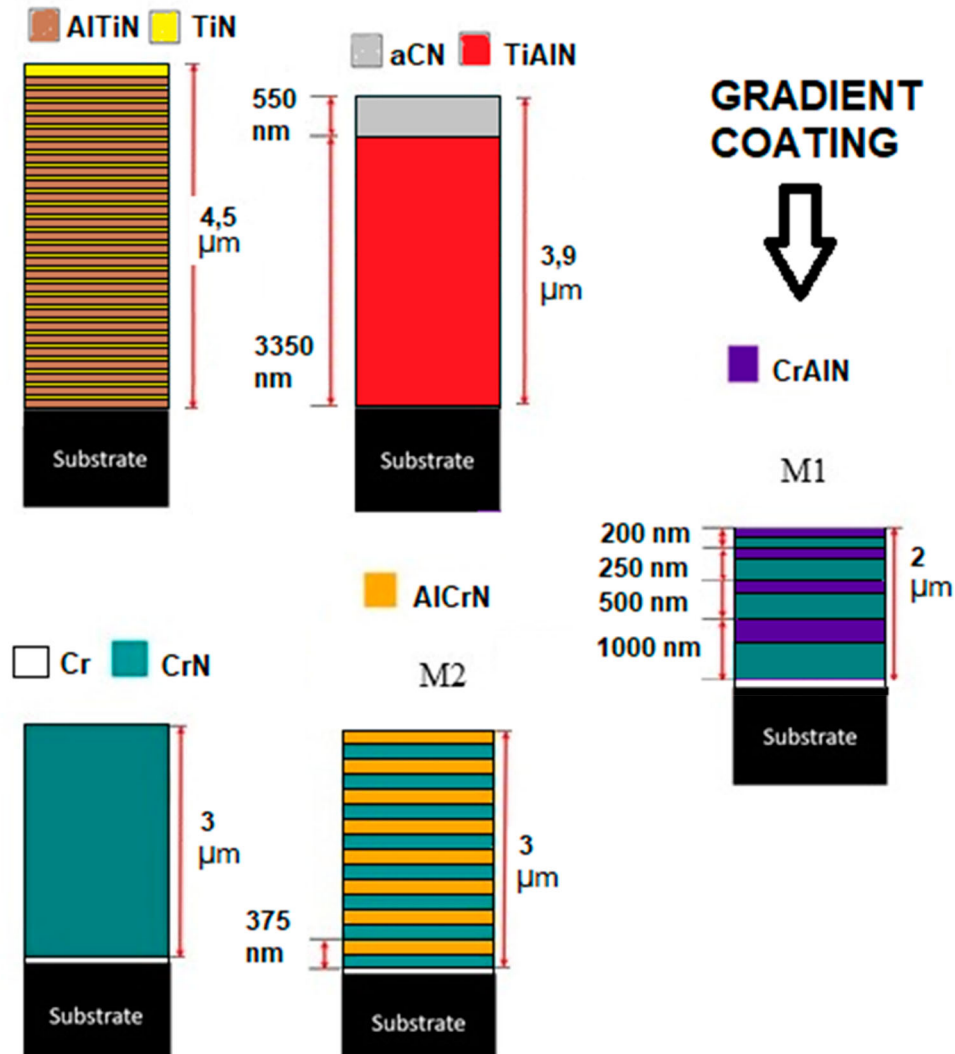 AlTiN TiN
aCN TiAlN
550
nm
GRADIENT
COATING
4,5
µm
3,9
µm
3350
nm
CrAlN
Substrate
Substrate
M1
200 nm
250 nm
500 nm
1000 nm
2
µm
AlCrN
Cr CrN
M2
Substrate
3
µm
3
µm
375
nm
Substrate
Substrate